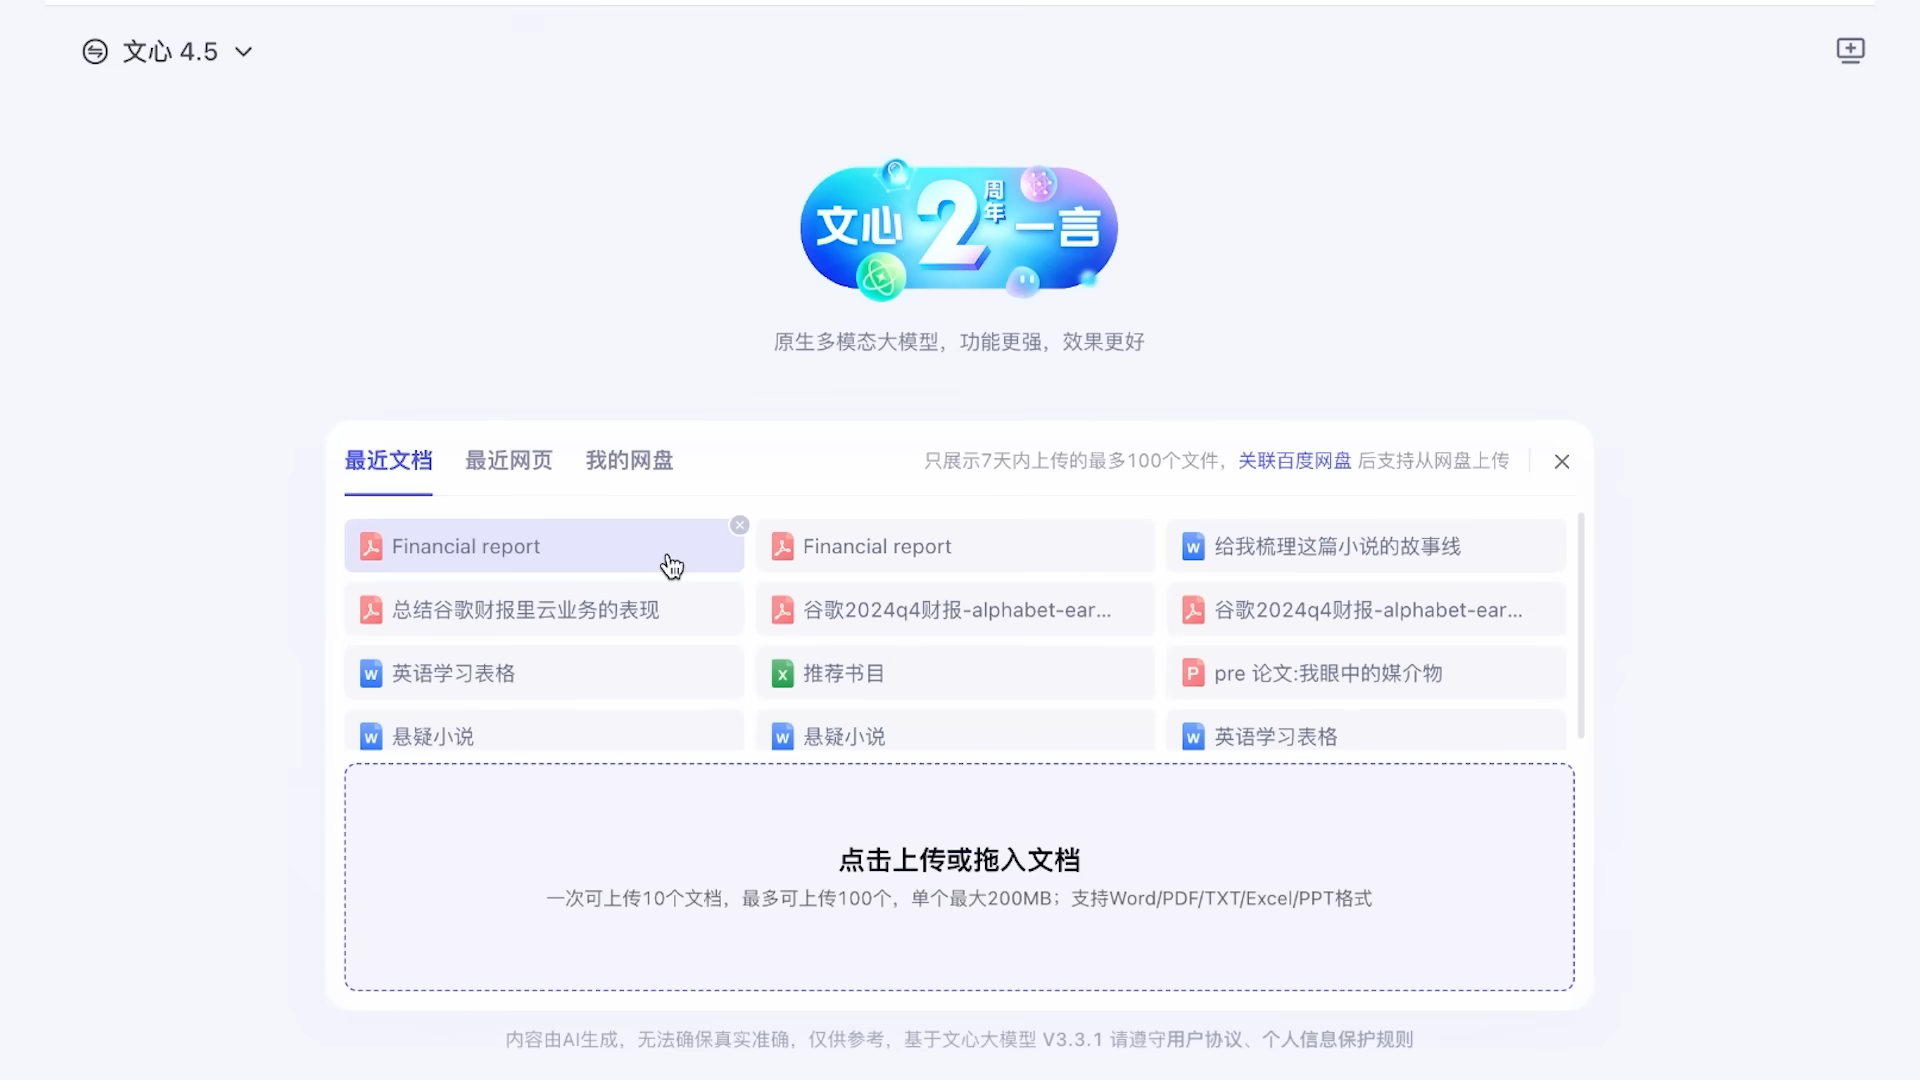 文心 4.5
文心2周年一言
原生多模态大模型，功能更强，效果更好
最近文档 最近网页 我的网盘 只展示7天内上传的最多100个文件，关联百度网盘 后支持从网盘上传
Financial report Financial report 给我梳理这篇小说的故事线
总结谷歌财报里云业务的表现 谷歌2024q4财报-alphabet-ear... 谷歌2024q4财报-alphabet-ear...
英语学习表格 推荐书目 pre 论文:我眼中的媒介物
悬疑小说 悬疑小说 英语学习表格
点击上传或拖入文档
一次可上传10个文档，最多可上传100个，单个最大200MB；支持Word/PDF/TXT/Excel/PPT格式
内容由AI生成，无法确保真实准确，仅供参考，基于文心大模型 V3.3.1 请遵守用户协议、个人信息保护规则